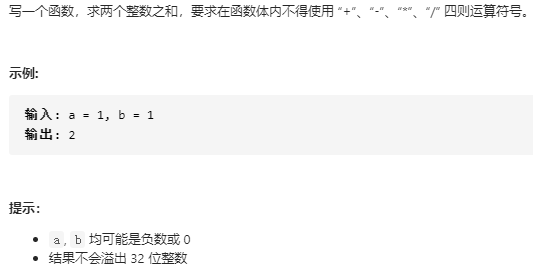 写一个函数，求两个整数之和，要求在函数体内不得使用 “+”、“-”、“*”、“/” 四则运算符号。
示例:
输入: a = 1, b = 1
输出: 2
提示：
a, b 均可能是负数或 0
结果不会溢出 32 位整数